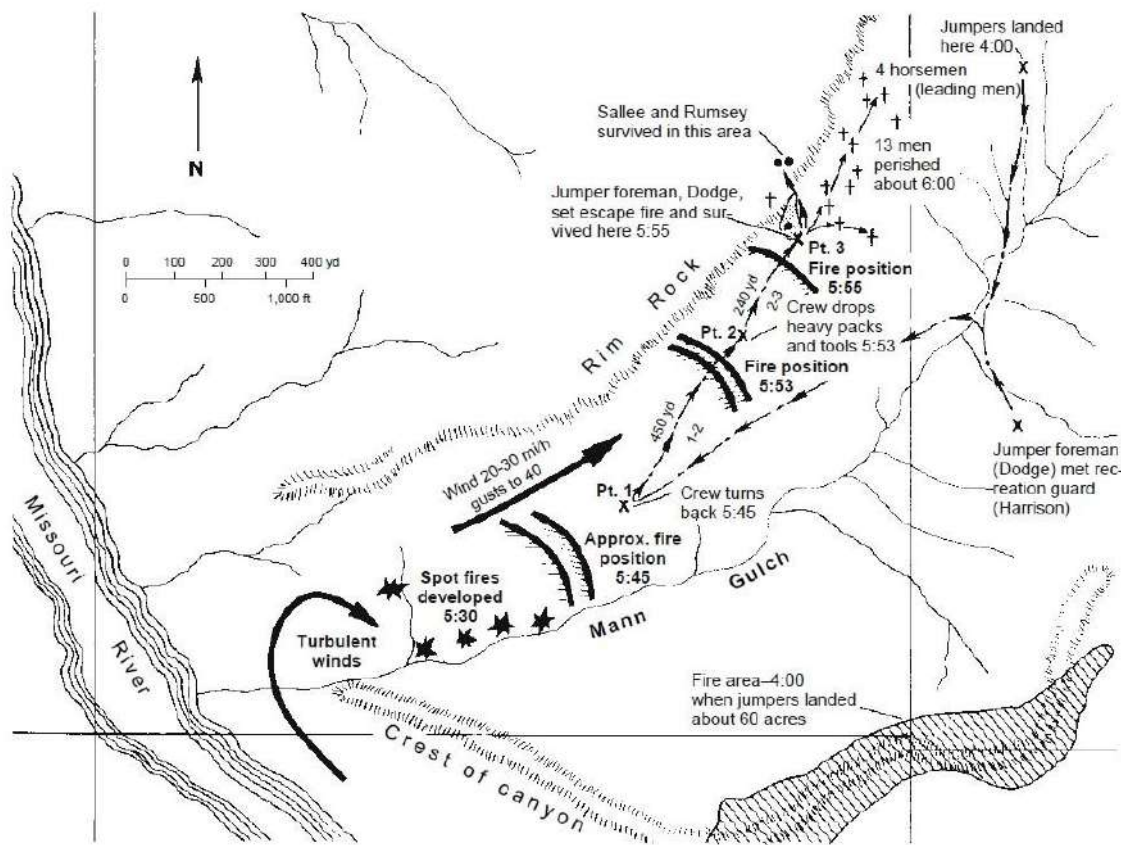 Jumpers landed
here 4:00
X
4 horsemen
(leading men)
Sallee and Rumsey
survived in this area
13 men
perished
about 6:00
N
Jumper foreman, Dodge,
set escape fire and sur-
vived here 5:55
X
Pt. 3
Fire position
5:55
0 100 200 300 400 yd
0 500 1,000 ft
Rim Rock
240 yd
2-3
Crew drops
heavy packs
and tools 5:53
Pt. 2
X
Fire position
5:53
450 yd
1-2
Wind 20-30 mi/h
gusts to 40
X
Jumper foreman
(Dodge) met rec-
reation guard
(Harrison)
Pt. 1
X
Crew turns
back 5:45
Approx. fire
position
5:45
Missouri
River
Spot fires
developed
5:30
Mann Gulch
Turbulent
winds
Fire area–4:00
when jumpers landed
about 60 acres
Crest of canyon